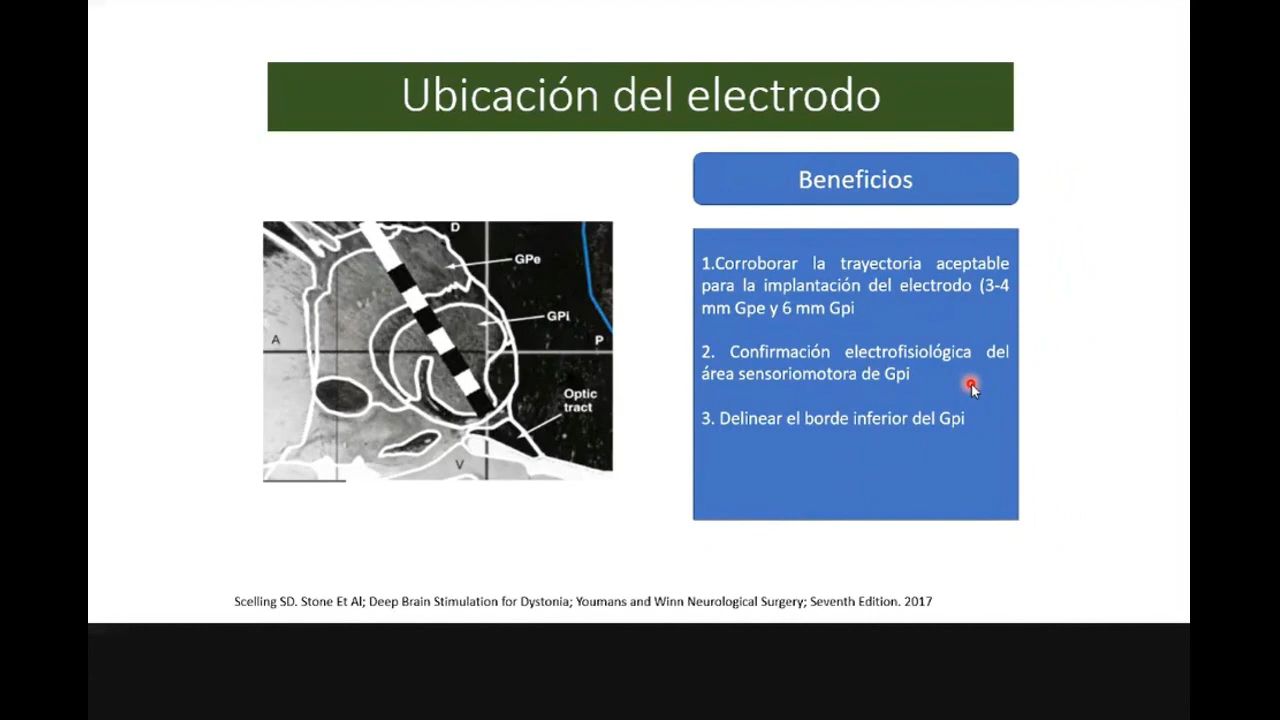 Ubicación del electrodo
Beneficios
D
GPe
GPi
A
P
Optic
tract
V
1.Corroborar la trayectoria aceptable
para la implantación del electrodo (3-4
mm Gpe y 6 mm Gpi
2. Confirmación electrofisiológica del
área sensoriomotora de Gpi
3. Delinear el borde inferior del Gpi
Scelling SD. Stone Et Al; Deep Brain Stimulation for Dystonia; Youmans and Winn Neurological Surgery; Seventh Edition. 2017